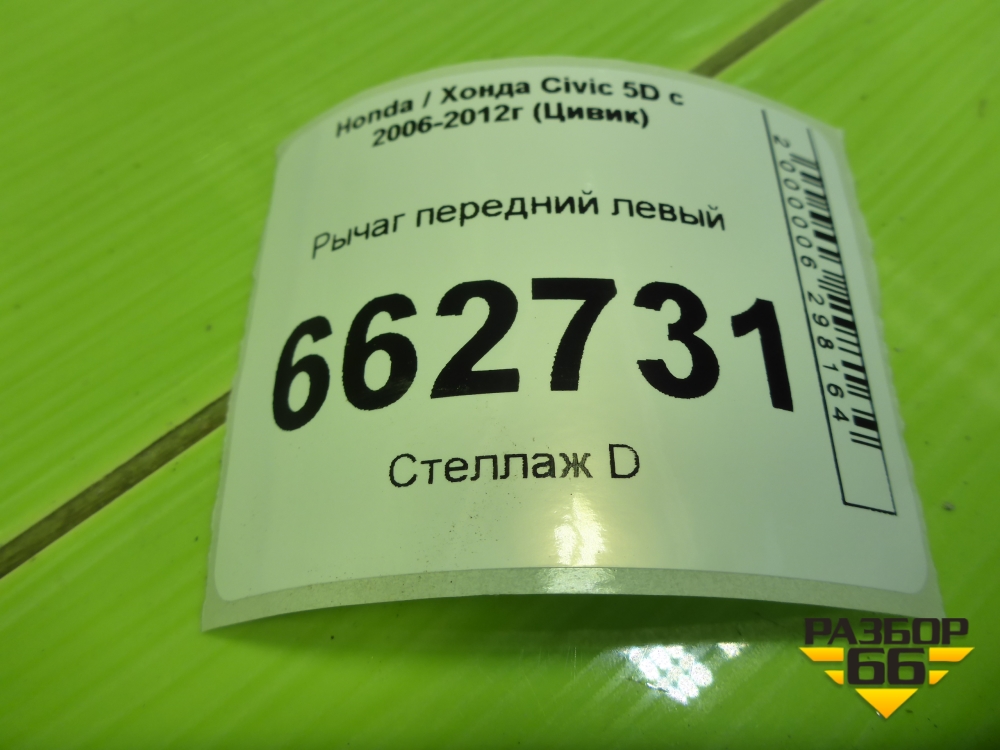 Honda / Хонда Civic 5D с
2006-2012г (Цивик)
Рычаг передний левый
662731
Стеллаж D
2000006298164
РАЗБОР
66